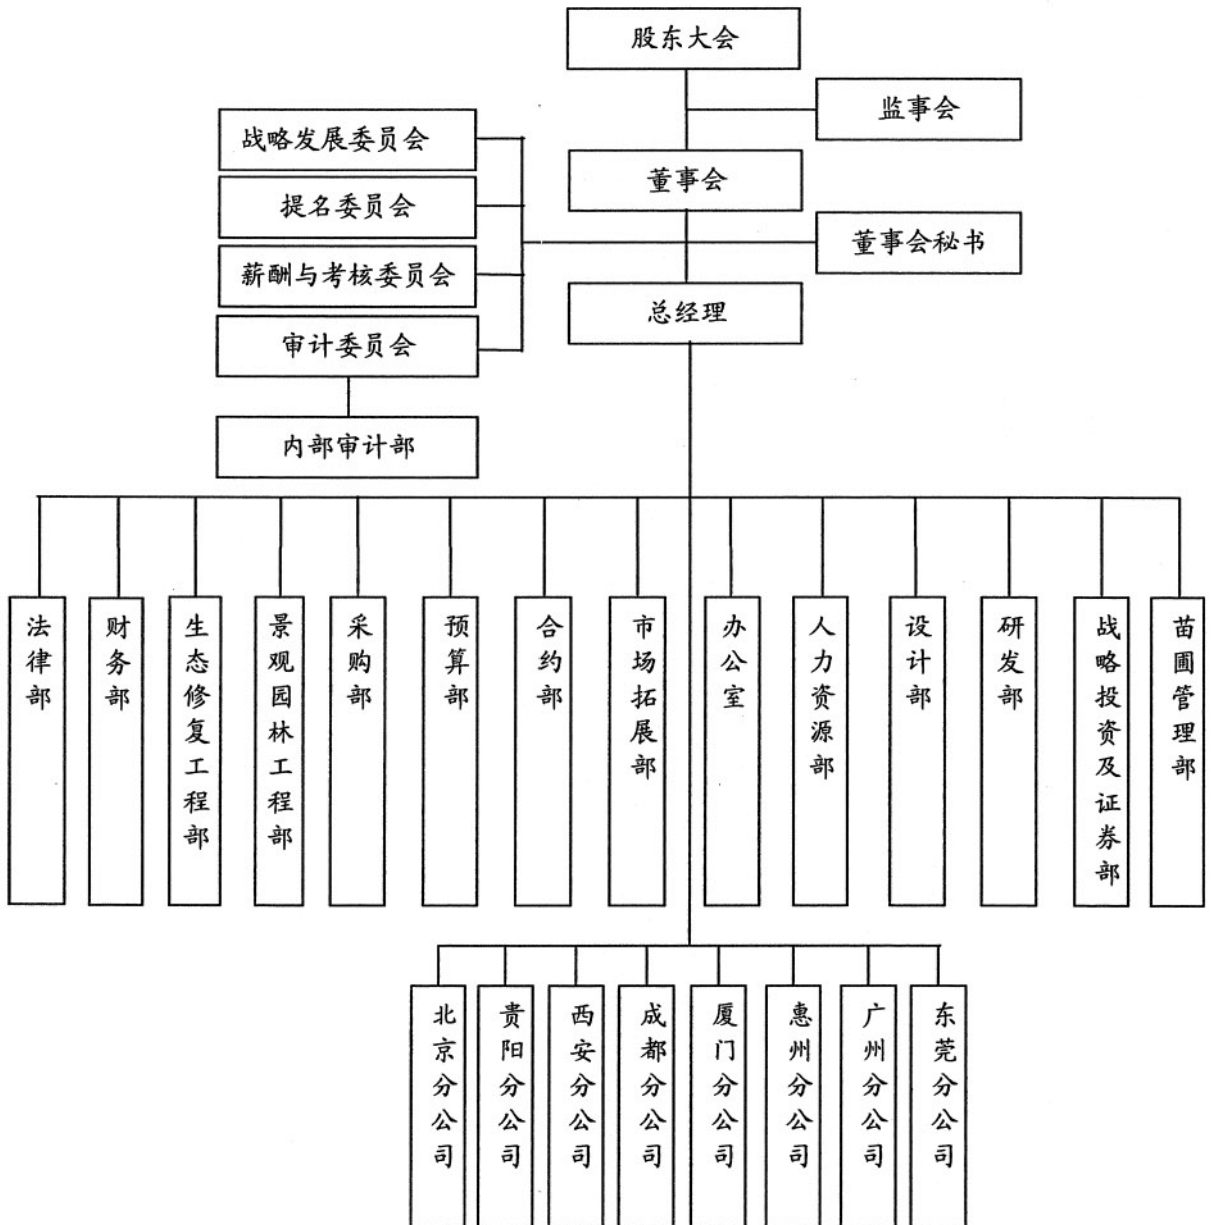 股东大会
监事会
战略发展委员会
董事会
提名委员会
董事会秘书
薪酬与考核委员会
总经理
审计委员会
内部审计部
法律部
财务部
生态修复工程部
景观园林工程部
采购部
预算部
合约部
市场拓展部
办公室
人力资源部
设计部
研发部
战略投资及证券部
苗圃管理部
北京分公司
贵阳分公司
西安分公司
成都分公司
厦门分公司
惠州分公司
广州分公司
东莞分公司